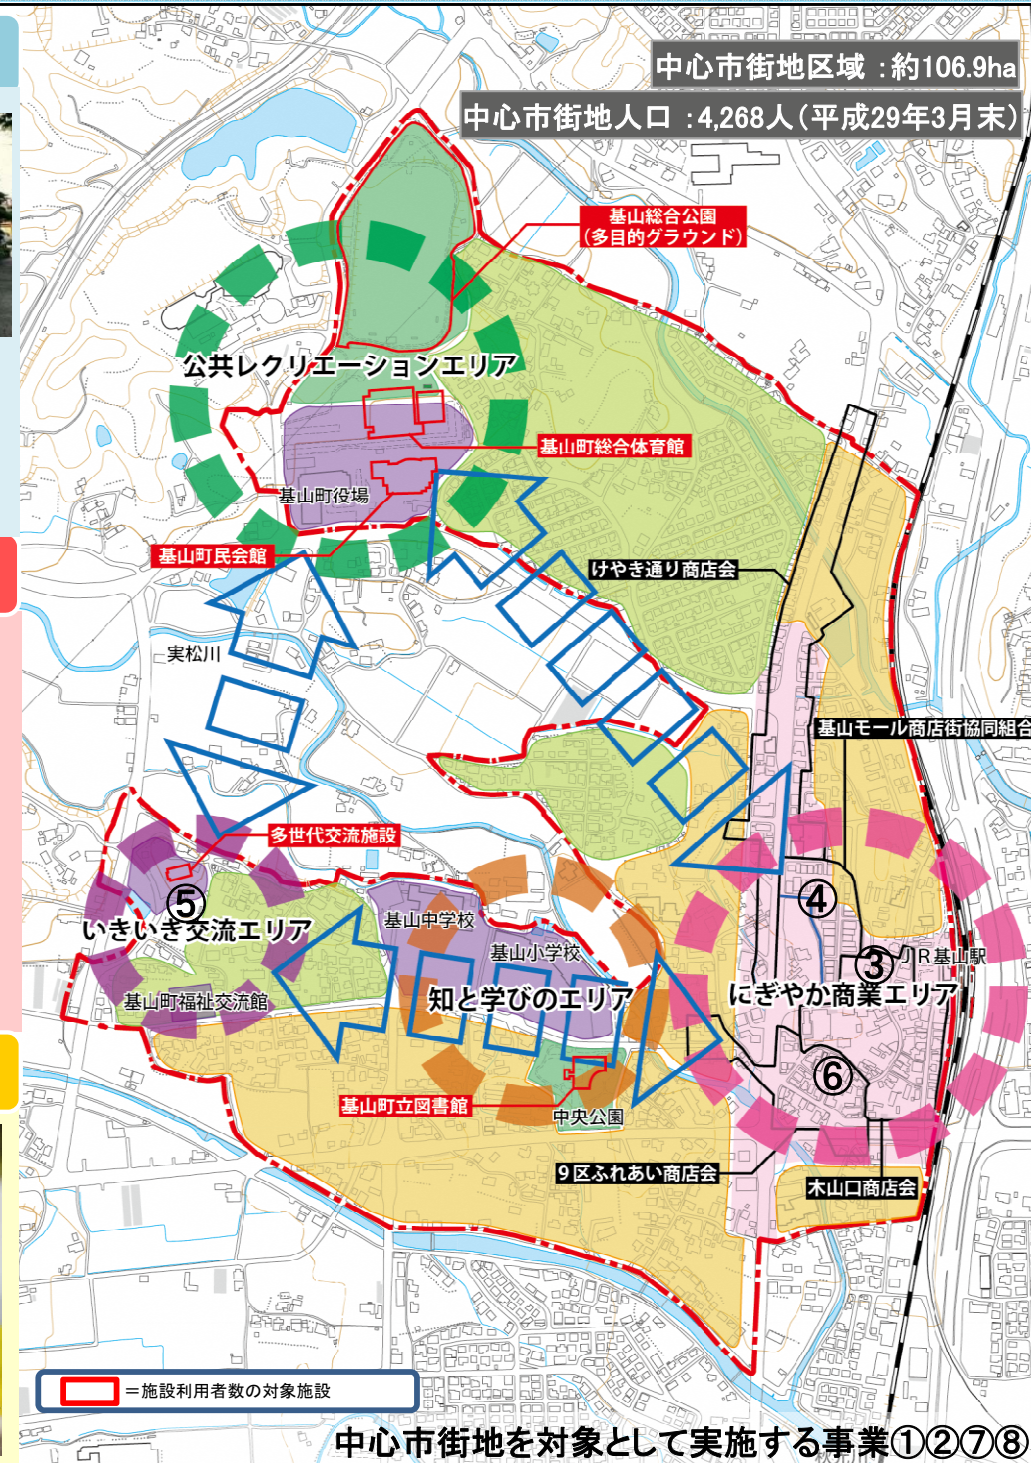 中心市街地区域 ：約106.9ha
中心市街地人口 ：4,268人（平成29年3月末）
基山総合公園
（多目的グラウンド）
公共レクリエーションエリア
基山町総合体育館
基山町役場
基山町民会館
けやき通り商店会
実松川
基山モール商店街協同組合
多世代交流施設
⑤
④
いきいき交流エリア
基山中学校
基山小学校
③
ＪＲ基山駅
基山町福祉交流館
知と学びのエリア
にぎやか商業エリア
⑥
基山町立図書館
中央公園
９区ふれあい商店会
木山口商店会
＝施設利用者数の対象施設
中心市街地を対象として実施する事業①②⑦⑧